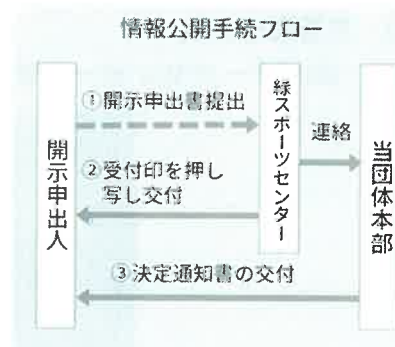 情報公開手続フロー
①開示申出書提出
緑スポーツセンター
連絡
開示申出人
当団体本部
②受付印を押し
写し交付
③決定通知書の交付